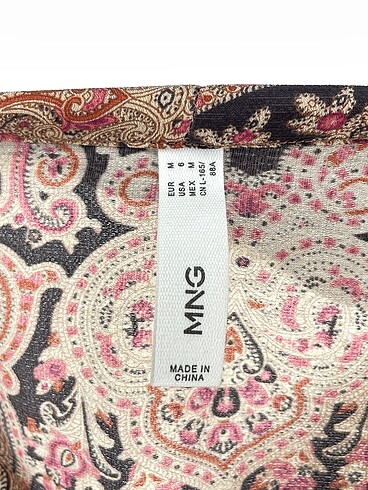 EUR M
USA 6
MEX M
CN L-165/
88A
MNG
MADE IN
CHINA